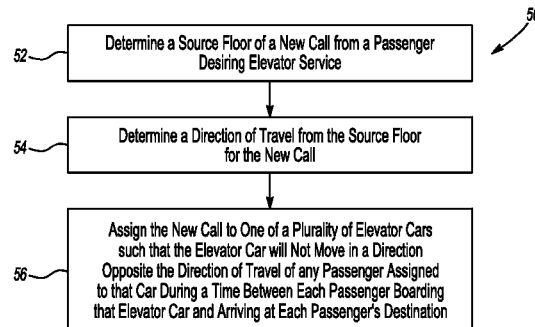 50
52
Determine a Source Floor of a New Call from a Passenger
Desiring Elevator Service
54
Determine a Direction of Travel from the Source Floor
for the New Call
56
Assign the New Call to One of a Plurality of Elevator Cars
such that the Elevator Car will Not Move in a Direction
Opposite the Direction of Travel of any Passenger Assigned
to that Car During a Time Between Each Passenger Boarding
that Elevator Car and Arriving at Each Passenger's Destination